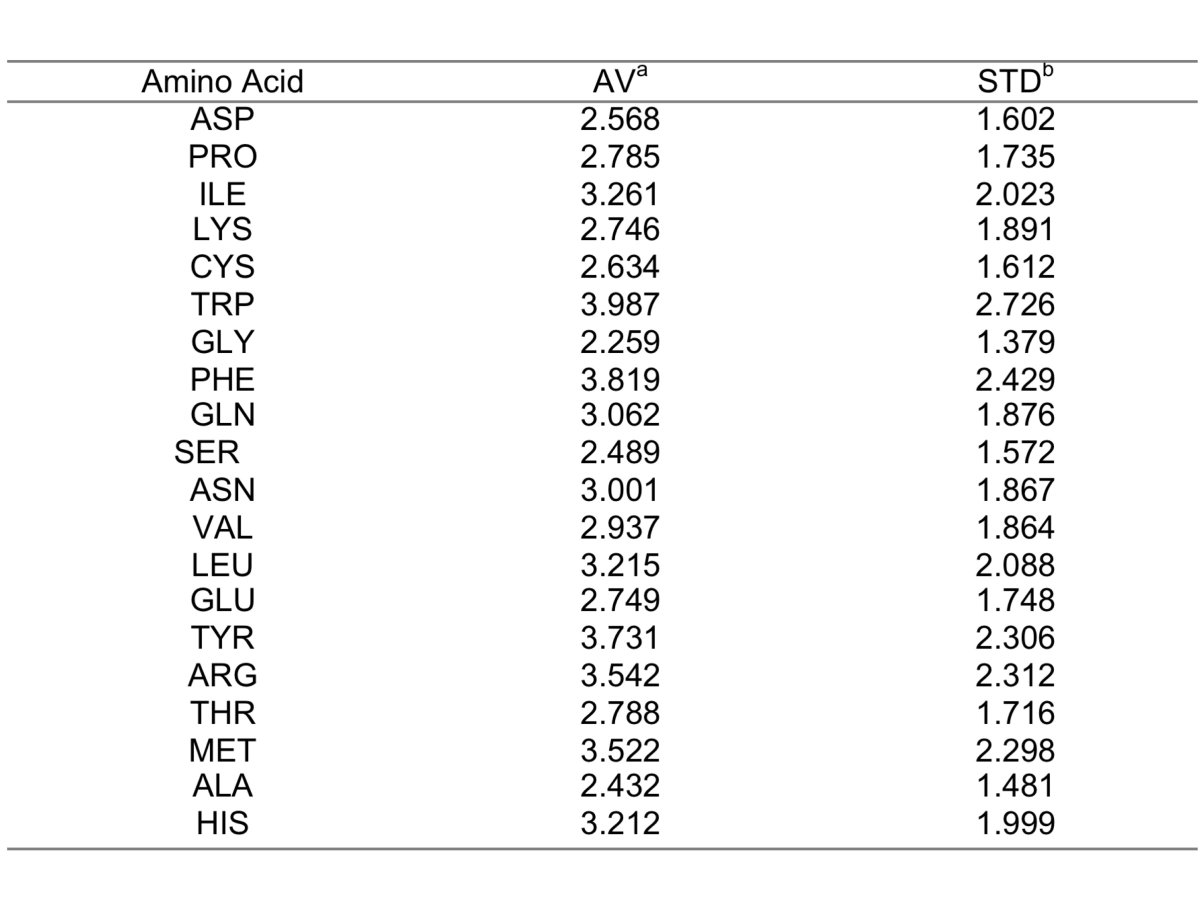 Amino Acid AVa STDb
ASP 2.568 1.602
PRO 2.785 1.735
ILE 3.261 2.023
LYS 2.746 1.891
CYS 2.634 1.612
TRP 3.987 2.726
GLY 2.259 1.379
PHE 3.819 2.429
GLN 3.062 1.876
SER 2.489 1.572
ASN 3.001 1.867
VAL 2.937 1.864
LEU 3.215 2.088
GLU 2.749 1.748
TYR 3.731 2.306
ARG 3.542 2.312
THR 2.788 1.716
MET 3.522 2.298
ALA 2.432 1.481
HIS 3.212 1.999